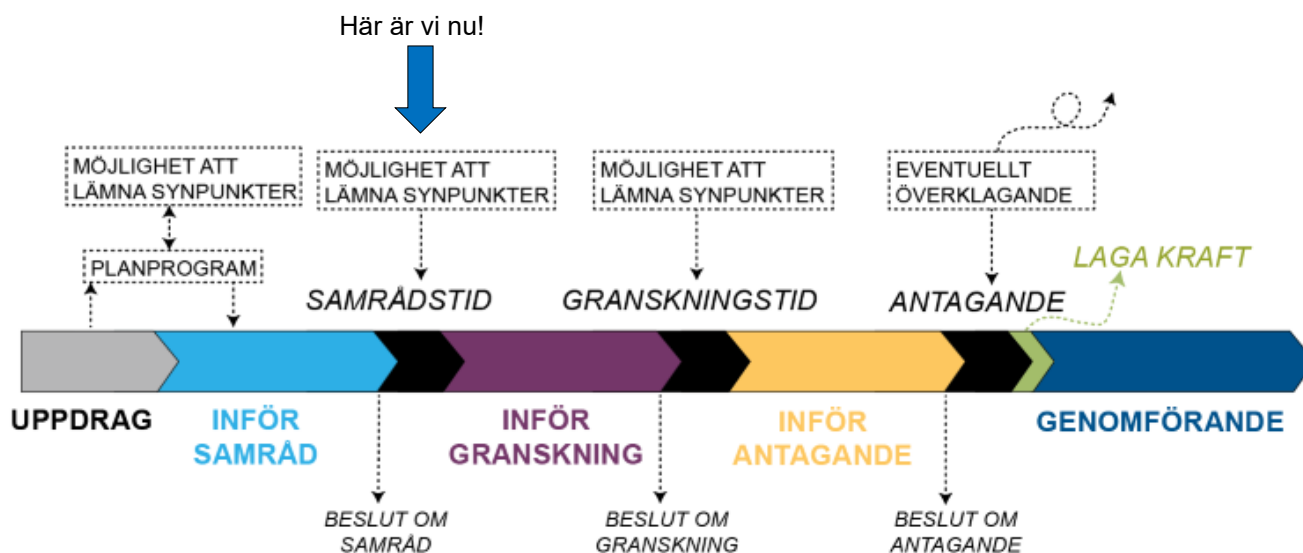 Här är vi nu!
MÖJLIGHET ATT
LÄMNA SYNPUNKTER
MÖJLIGHET ATT
LÄMNA SYNPUNKTER
MÖJLIGHET ATT
LÄMNA SYNPUNKTER
EVENTUELLT
ÖVERKLAGANDE
PLANPROGRAM
LAGA KRAFT
SAMRÅDSTID
GRANSKNINGSTID
ANTAGANDE
UPPDRAG
INFÖR
SAMRÅD
INFÖR
GRANSKNING
INFÖR
ANTAGANDE
GENOMFÖRANDE
BESLUT OM
SAMRÅD
BESLUT OM
GRANSKNING
BESLUT OM
ANTAGANDE